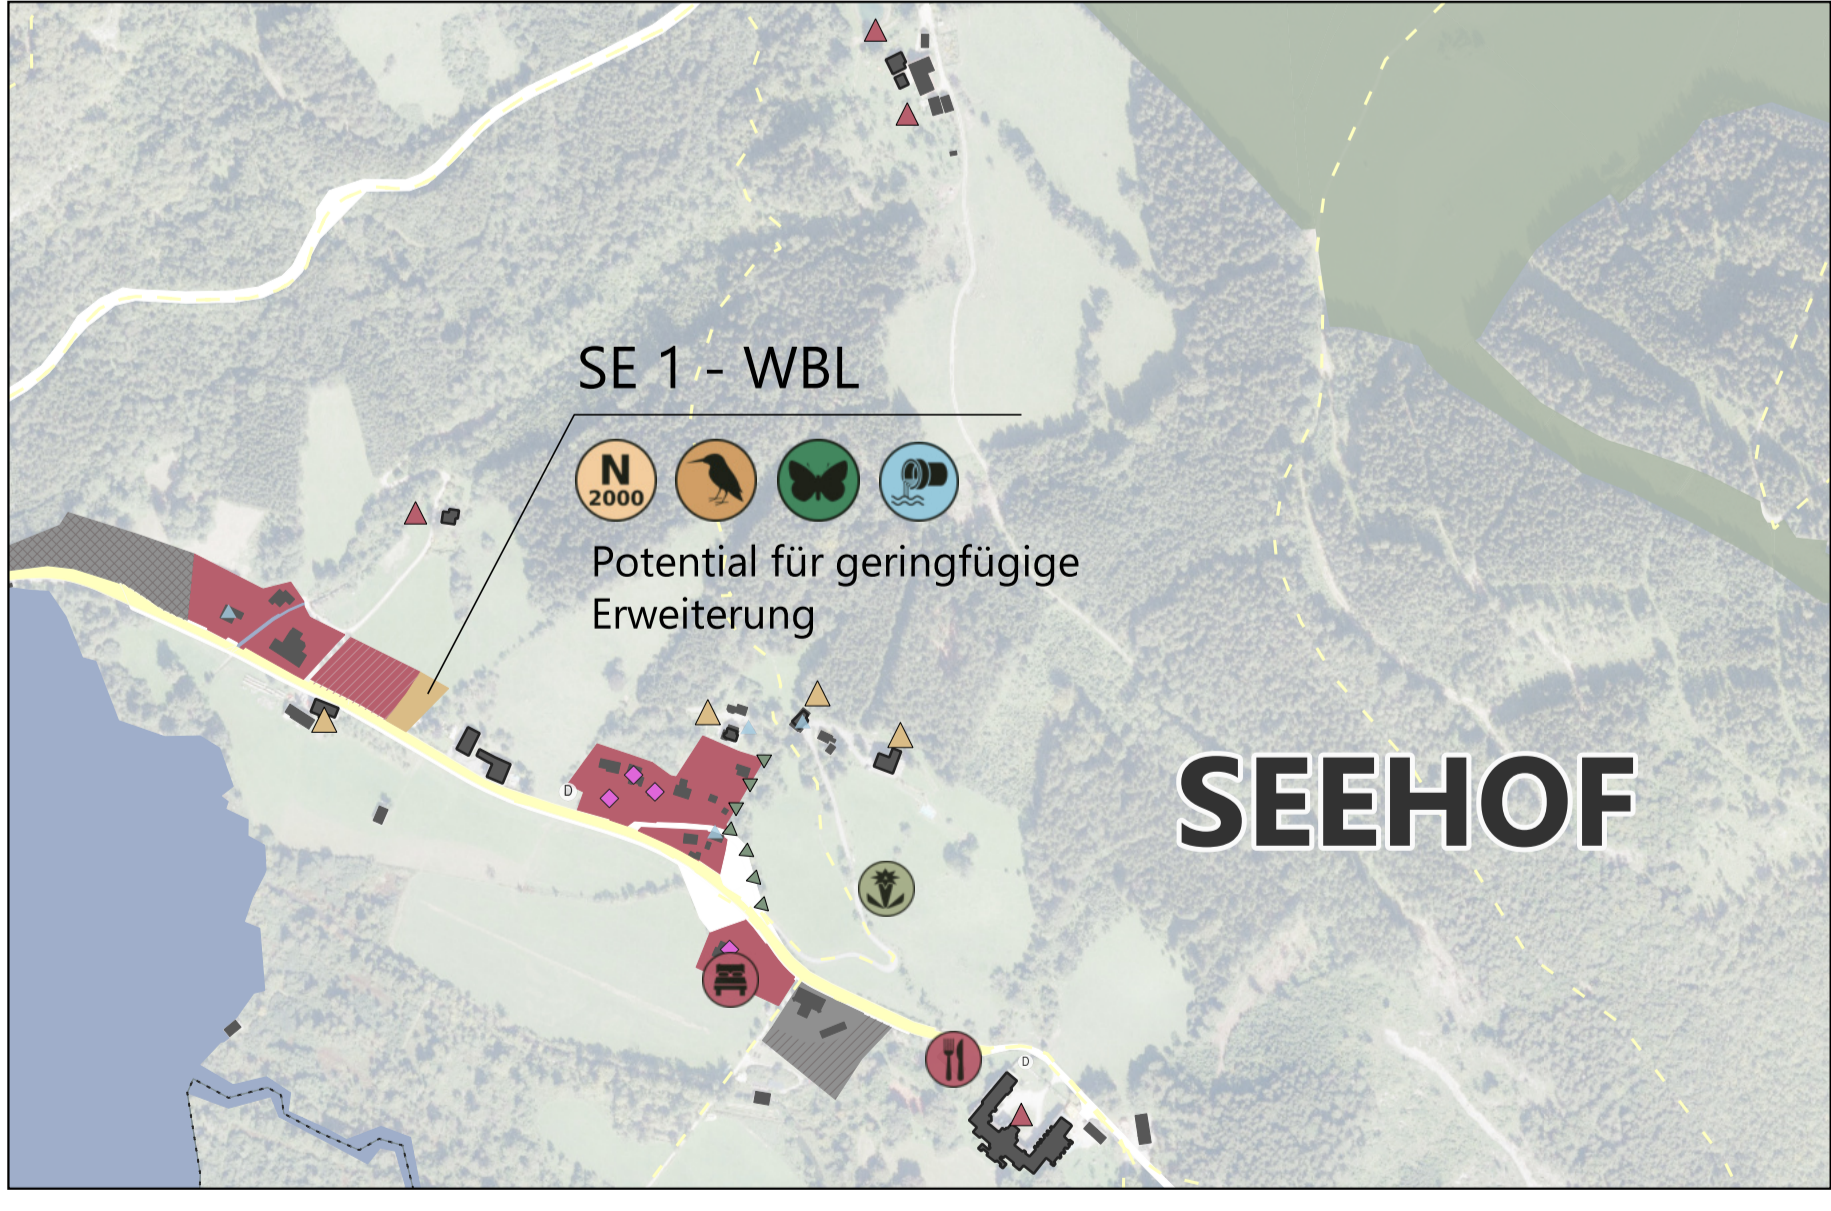 SE 1 - WBL
N
2000
Potential für geringfügige
Erweiterung
D
SEEHOF
D